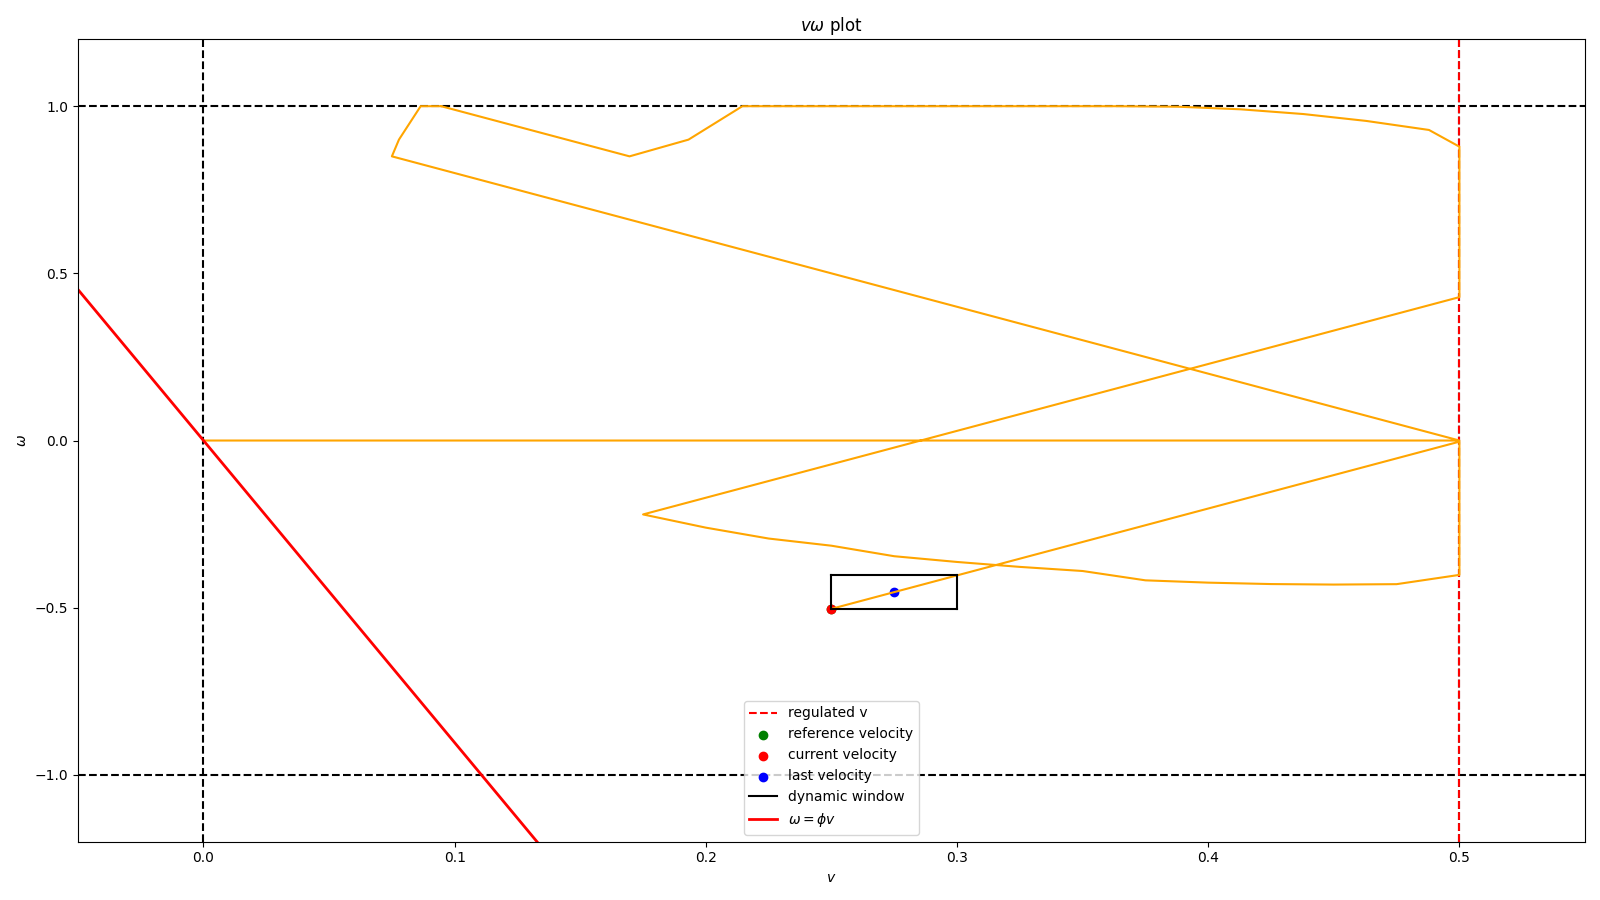 vω plot
1.0
0.5
0.0
−0.5
−1.0
ω
regulated v
reference velocity
current velocity
last velocity
dynamic window
ω = ϕv
0.0 0.1 0.2 0.3 0.4 0.5
v